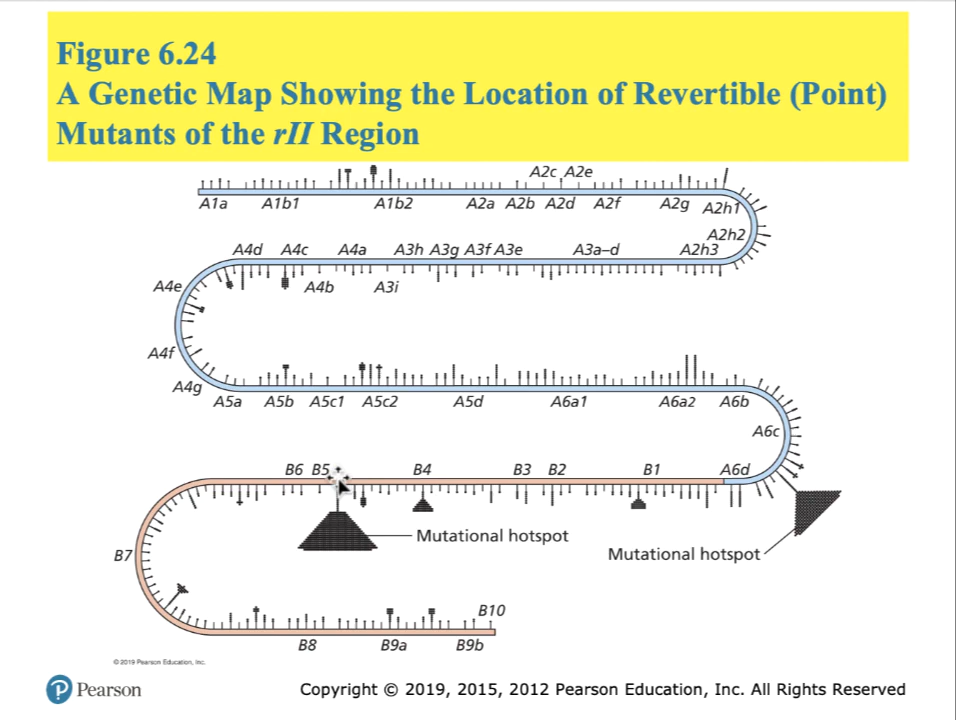 Figure 6.24
A Genetic Map Showing the Location of Revertible (Point)
Mutants of the rII Region
A2c A2e
A1a A1b1 A1b2 A2a A2b A2d A2f A2g A2h1
A2h2
A4d A4c A4a A3h A3g A3f A3e A3a–d A2h3
A4e A4b A3i
A4f
A4g
A5a A5b A5c1 A5c2 A5d A6a1 A6a2 A6b
A6c
B6 B5 B4 B3 B2 B1 A6d
Mutational hotspot
Mutational hotspot
B7
B10
B8 B9a B9b
© 2019 Pearson Education, Inc.
P Pearson
Copyright © 2019, 2015, 2012 Pearson Education, Inc. All Rights Reserved